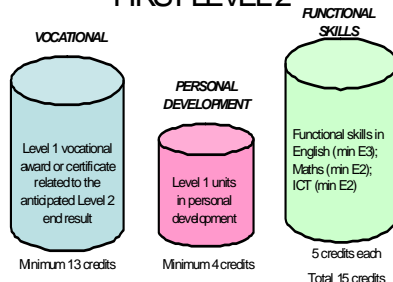 FIRST LEVEL 2
VOCATIONAL
Level 1 vocational
award or certificate
related to the
anticipated Level 2
end result
Minimum 13 credits
PERSONAL
DEVELOPMENT
Level 1 units
in personal
development
Minimum 4 credits
FUNCTIONAL
SKILLS
Functional skills in
English (min E3);
Maths (min E2);
ICT (min E2)
5 credits each
Total 15 credits